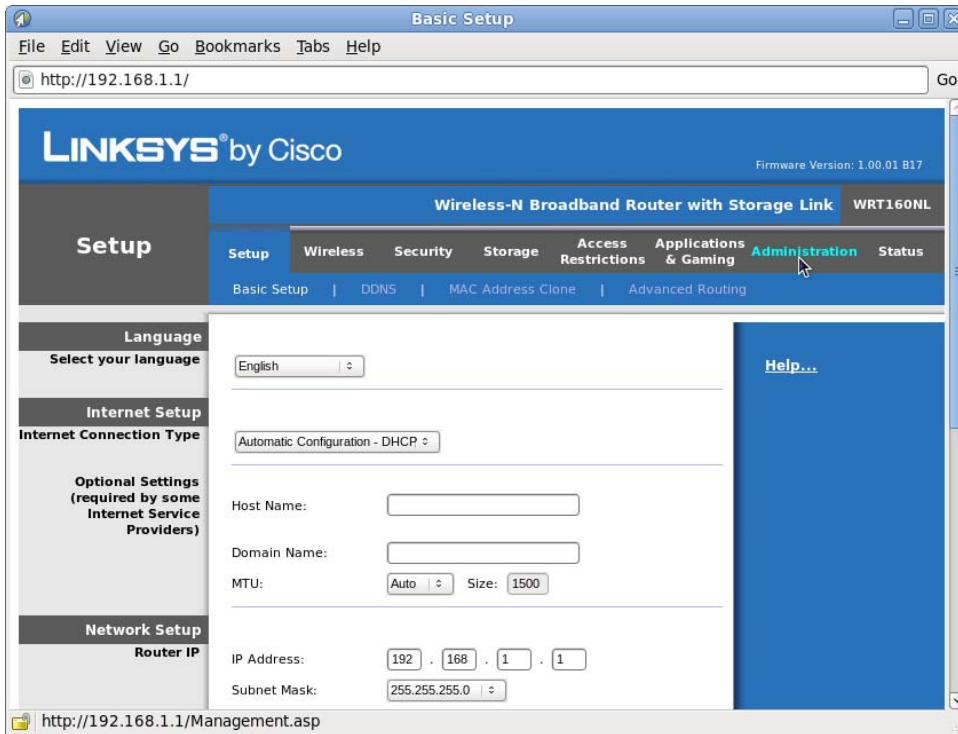 Basic Setup
File Edit View Go Bookmarks Tabs Help
http://192.168.1.1/ Go
LINKSYS® by Cisco
Firmware Version: 1.00.01 B17
Wireless-N Broadband Router with Storage Link WRT160NL
Setup
Setup Wireless Security Storage Access Restrictions Applications & Gaming Administration Status
Basic Setup | DDNS | MAC Address Clone | Advanced Routing
Language
Select your language English
Help...
Internet Setup
Internet Connection Type Automatic Configuration - DHCP
Optional Settings
(required by some
Internet Service
Providers)
Host Name:
Domain Name:
MTU: Auto Size: 1500
Network Setup
Router IP
IP Address: 192 . 168 . 1 . 1
Subnet Mask: 255.255.255.0
http://192.168.1.1/Management.asp